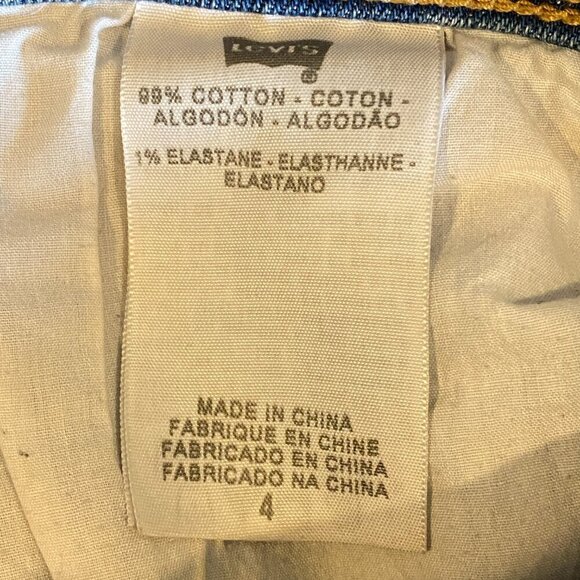 LEVI'S
®
99% COTTON - COTON -
ALGODÓN - ALGODÃO
1% ELASTANE - ELASTHANNE -
ELASTANO
MADE IN CHINA
FABRIQUE EN CHINE
FABRICADO EN CHINA
FABRICADO NA CHINA
4